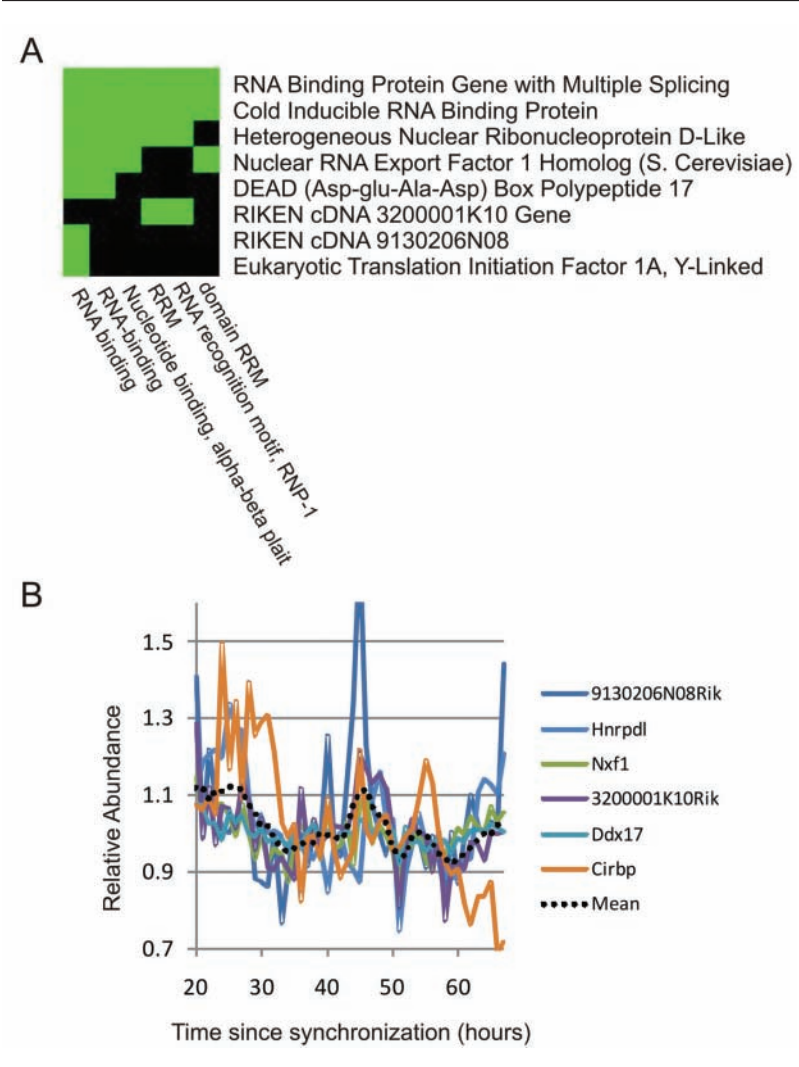 A
RNA Binding Protein Gene with Multiple Splicing
Cold Inducible RNA Binding Protein
Heterogeneous Nuclear Ribonucleoprotein D-Like
Nuclear RNA Export Factor 1 Homolog (S. Cerevisiae)
DEAD (Asp-glu-Ala-Asp) Box Polypeptide 17
RIKEN cDNA 3200001K10 Gene
RIKEN cDNA 9130206N08
Eukaryotic Translation Initiation Factor 1A, Y-Linked
RNA binding
RNA-binding
Nucleotide binding, alpha-beta plait
RRM
RNA recognition motif, RNP-1
domain RRM
B
Relative Abundance
1.5
1.3
1.1
0.9
0.7
20 30 40 50 60
Time since synchronization (hours)
9130206N08Rik
Hnrpdl
Nxf1
3200001K10Rik
Ddx17
Cirbp
Mean